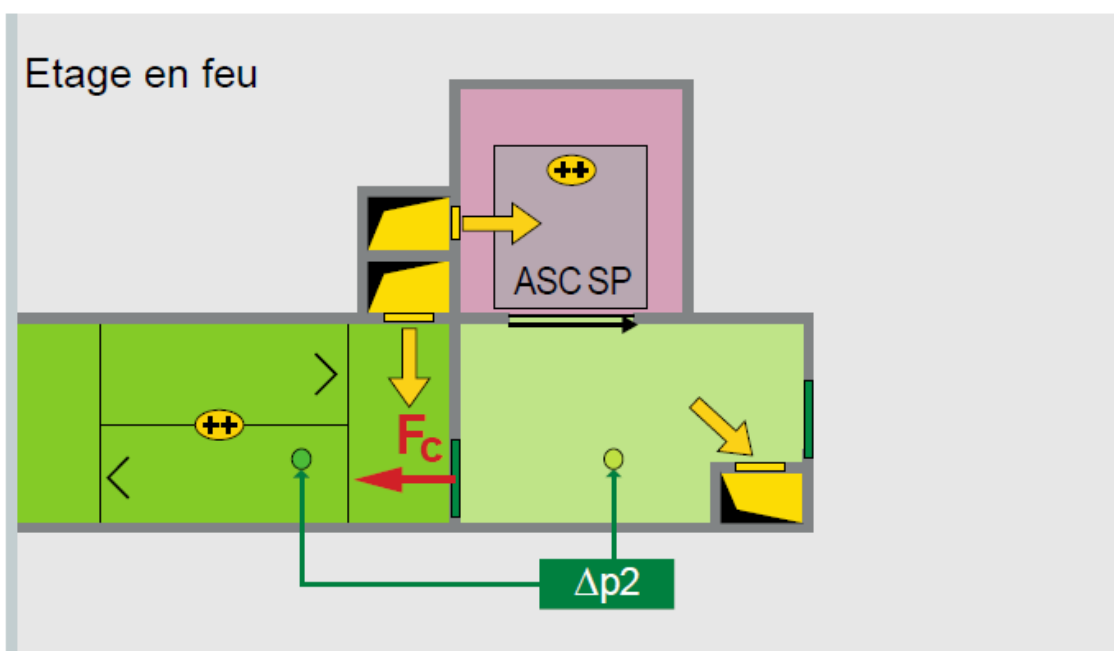 Etage en feu
++
ASC SP
++
Fc
Δp2